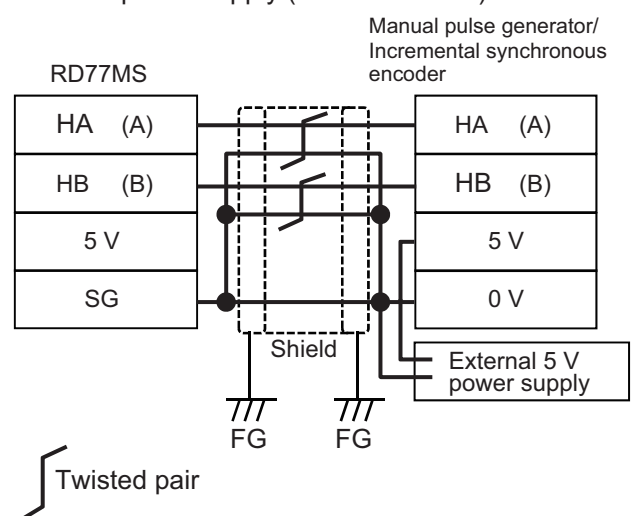 Manual pulse generator/
Incremental synchronous
encoder
RD77MS
HA (A)
HA (A)
HB (B)
HB (B)
5 V
5 V
SG
0 V
Shield
External 5 V
power supply
FG
FG
Twisted pair